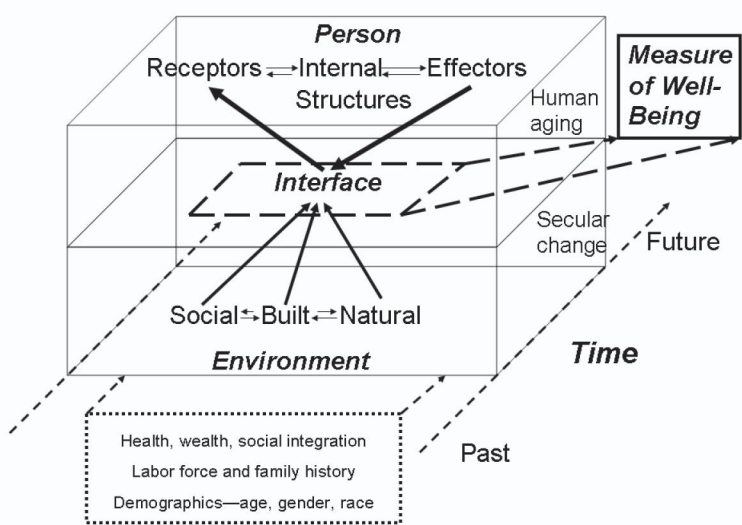 Person
Receptors Internal Effectors
Structures
Measure
of Well-
Being
Human
aging
Interface
Secular
change
Future
Social Built Natural
Environment
Time
Past
Health, wealth, social integration
Labor force and family history
Demographics—age, gender, race